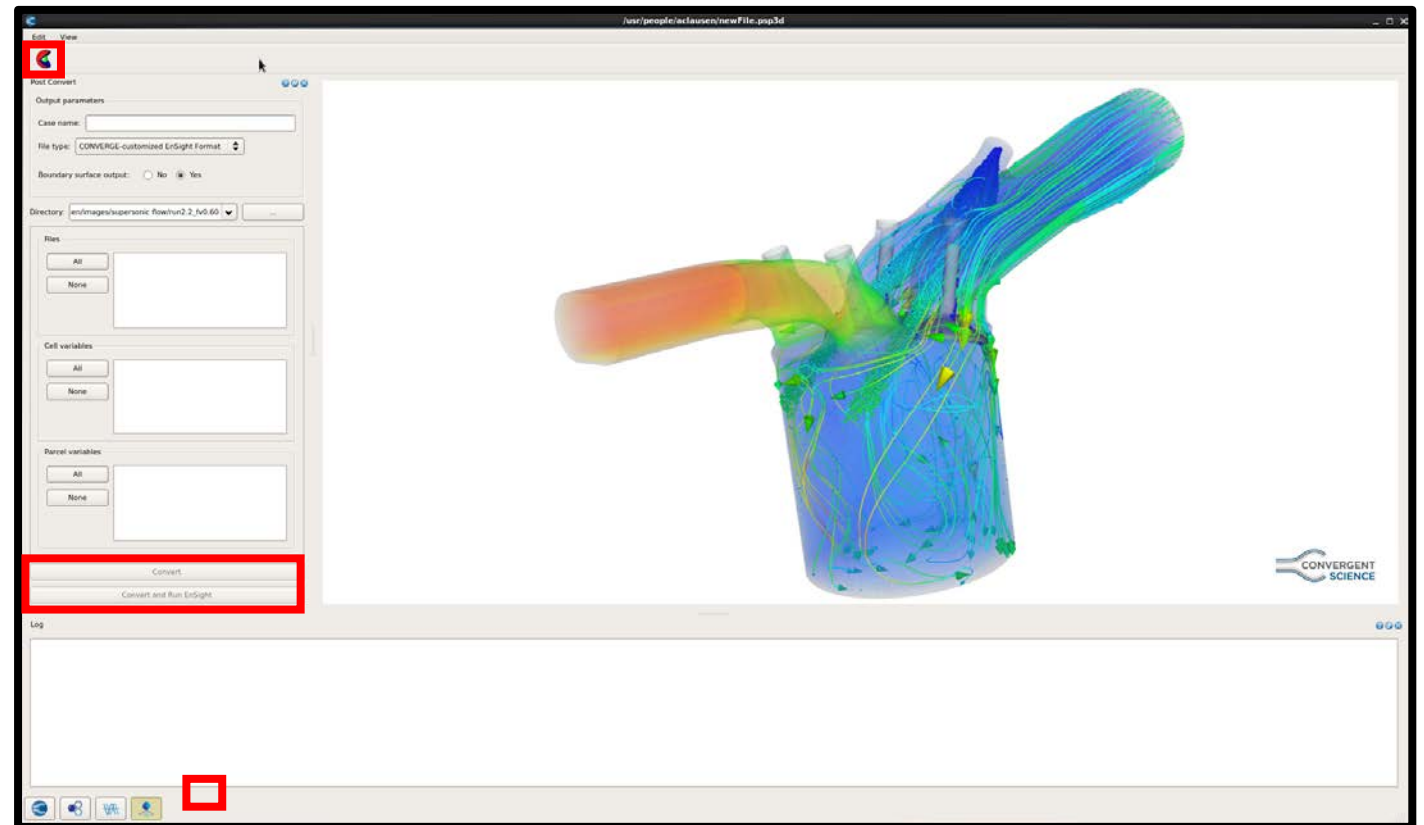 /usr/people/aclausen/newFile.psp3d
Edit View
Post Convert
Output parameters
Case name:
File type: CONVERGE-customized EnSight Format
Boundary surface output: No Yes
Directory: en/images/supersonic flow/run2.2_fv0.60 ...
Files
All
None
Cell variables
All
None
Parcel variables
All
None
Convert
Convert and Run EnSight
CONVERGENT
SCIENCE
Log